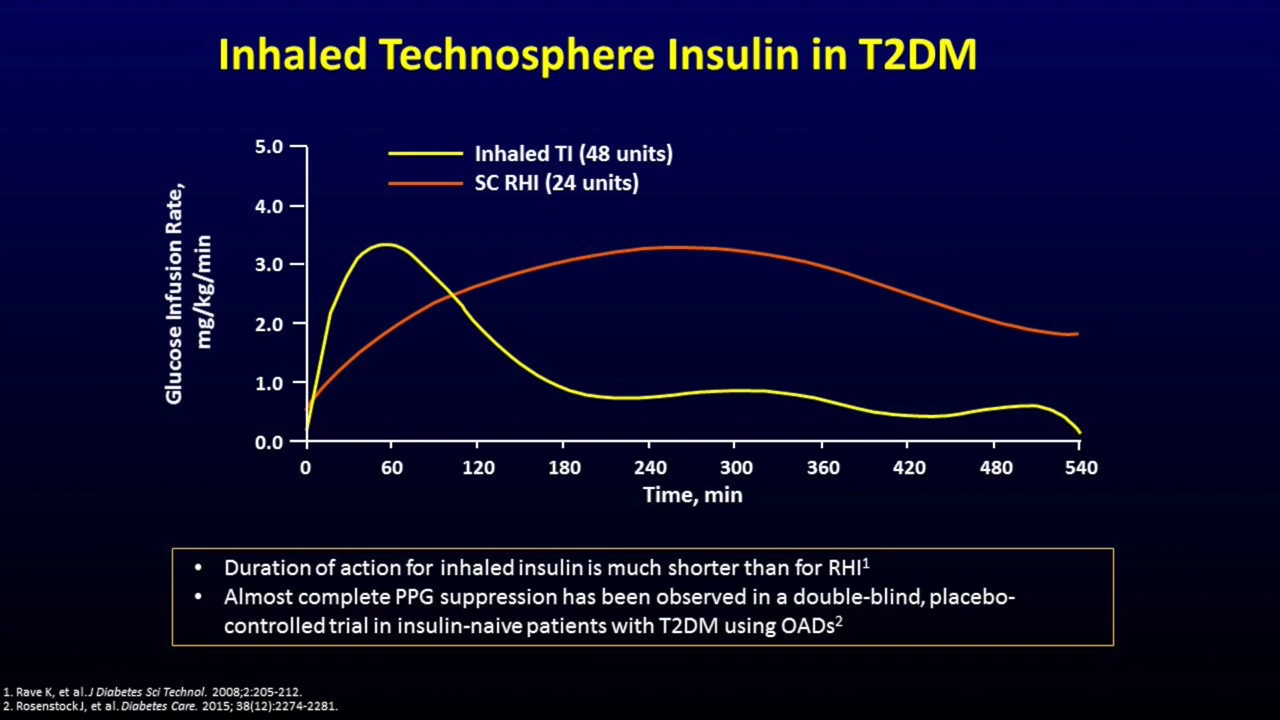 Inhaled Technosphere Insulin in T2DM
Inhaled TI (48 units)
SC RHI (24 units)
Glucose Infusion Rate,
mg/kg/min
5.0
4.0
3.0
2.0
1.0
0.0
0 60 120 180 240 300 360 420 480 540
Time, min
• Duration of action for inhaled insulin is much shorter than for RHI¹
• Almost complete PPG suppression has been observed in a double-blind, placebo-
controlled trial in insulin-naive patients with T2DM using OADs²
1. Rave K, et al. J Diabetes Sci Technol. 2008;2:205-212.
2. Rosenstock J, et al. Diabetes Care. 2015; 38(12):2274-2281.